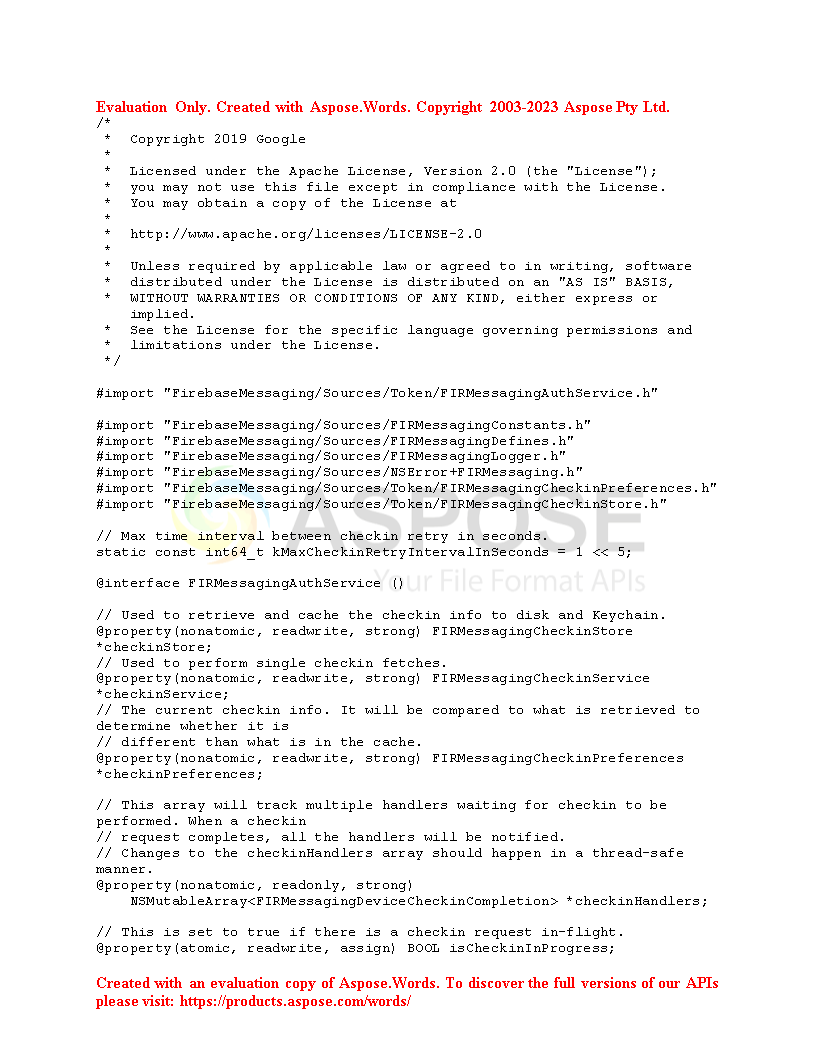 Evaluation Only. Created with Aspose.Words. Copyright 2003-2023 Aspose Pty Ltd.
/*
 *  Copyright 2019 Google
 *
 *  Licensed under the Apache License, Version 2.0 (the "License");
 *  you may not use this file except in compliance with the License.
 *  You may obtain a copy of the License at
 *
 *  http://www.apache.org/licenses/LICENSE-2.0
 *
 *  Unless required by applicable law or agreed to in writing, software
 *  distributed under the License is distributed on an "AS IS" BASIS,
 *  WITHOUT WARRANTIES OR CONDITIONS OF ANY KIND, either express or
    implied.
 *  See the License for the specific language governing permissions and
 *  limitations under the License.
 */

#import "FirebaseMessaging/Sources/Token/FIRMessagingAuthService.h"

#import "FirebaseMessaging/Sources/FIRMessagingConstants.h"
#import "FirebaseMessaging/Sources/FIRMessagingDefines.h"
#import "FirebaseMessaging/Sources/FIRMessagingLogger.h"
#import "FirebaseMessaging/Sources/NSError+FIRMessaging.h"
#import "FirebaseMessaging/Sources/Token/FIRMessagingCheckinPreferences.h"
#import "FirebaseMessaging/Sources/Token/FIRMessagingCheckinStore.h"
ASPOSE

// Max time interval between checkin retry in seconds.
static const int64_t kMaxCheckinRetryIntervalInSeconds = 1 << 5;

@interface FIRMessagingAuthService ()
Your File Format APIs

// Used to retrieve and cache the checkin info to disk and Keychain.
@property(nonatomic, readwrite, strong) FIRMessagingCheckinStore
*checkinStore;
// Used to perform single checkin fetches.
@property(nonatomic, readwrite, strong) FIRMessagingCheckinService
*checkinService;
// The current checkin info. It will be compared to what is retrieved to
determine whether it is
// different than what is in the cache.
@property(nonatomic, readwrite, strong) FIRMessagingCheckinPreferences
*checkinPreferences;

// This array will track multiple handlers waiting for checkin to be
performed. When a checkin
// request completes, all the handlers will be notified.
// Changes to the checkinHandlers array should happen in a thread-safe
manner.
@property(nonatomic, readonly, strong)
    NSMutableArray<FIRMessagingDeviceCheckinCompletion> *checkinHandlers;

// This is set to true if there is a checkin request in-flight.
@property(atomic, readwrite, assign) BOOL isCheckinInProgress;

Created with an evaluation copy of Aspose.Words. To discover the full versions of our APIs
please visit: https://products.aspose.com/words/